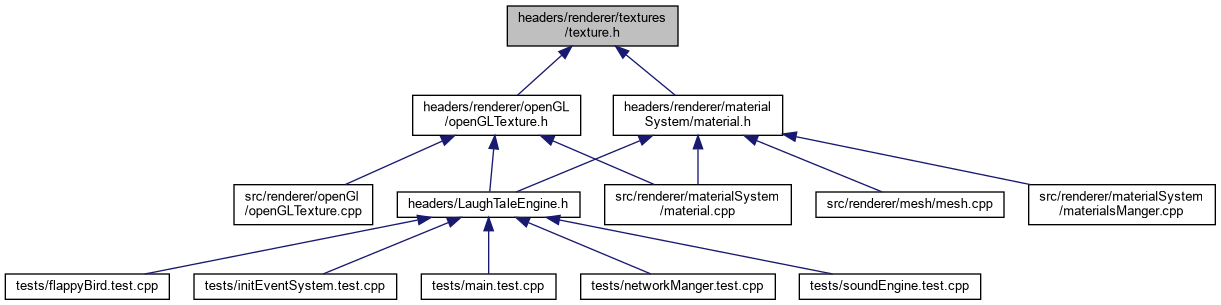 headers/renderer/textures
/texture.h
headers/renderer/openGL
/openGLTexture.h
headers/renderer/material
System/material.h
src/renderer/openGl
/openGLTexture.cpp
headers/LaughTaleEngine.h
src/renderer/materialSystem
/material.cpp
src/renderer/mesh/mesh.cpp
src/renderer/materialSystem
/materialsManger.cpp
tests/flappyBird.test.cpp
tests/initEventSystem.test.cpp
tests/main.test.cpp
tests/networkManger.test.cpp
tests/soundEngine.test.cpp